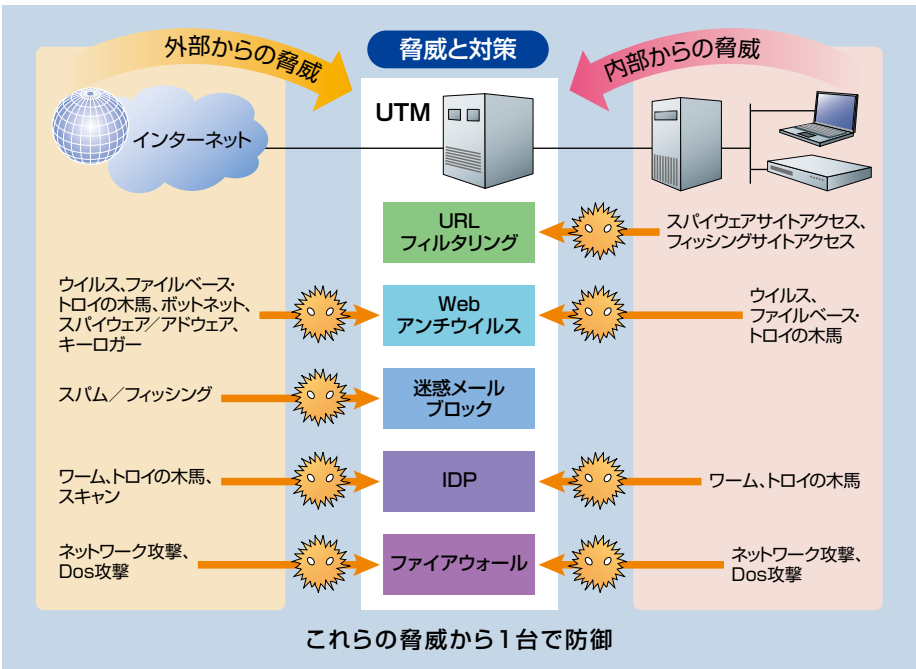 外部からの脅威
脅威と対策
内部からの脅威
UTM
インターネット
URL
フィルタリング
スパイウェアサイトアクセス、
フィッシングサイトアクセス
ウイルス、ファイルベース・
トロイの木馬、ボットネット、
スパイウェア／アドウェア、
キーロガー
Web
アンチウイルス
ウイルス、
ファイルベース・
トロイの木馬
スパム／フィッシング
迷惑メール
ブロック
ワーム、トロイの木馬、
スキャン
IDP
ワーム、トロイの木馬
ネットワーク攻撃、
Dos攻撃
ファイアウォール
ネットワーク攻撃、
Dos攻撃
これらの脅威から1台で防御